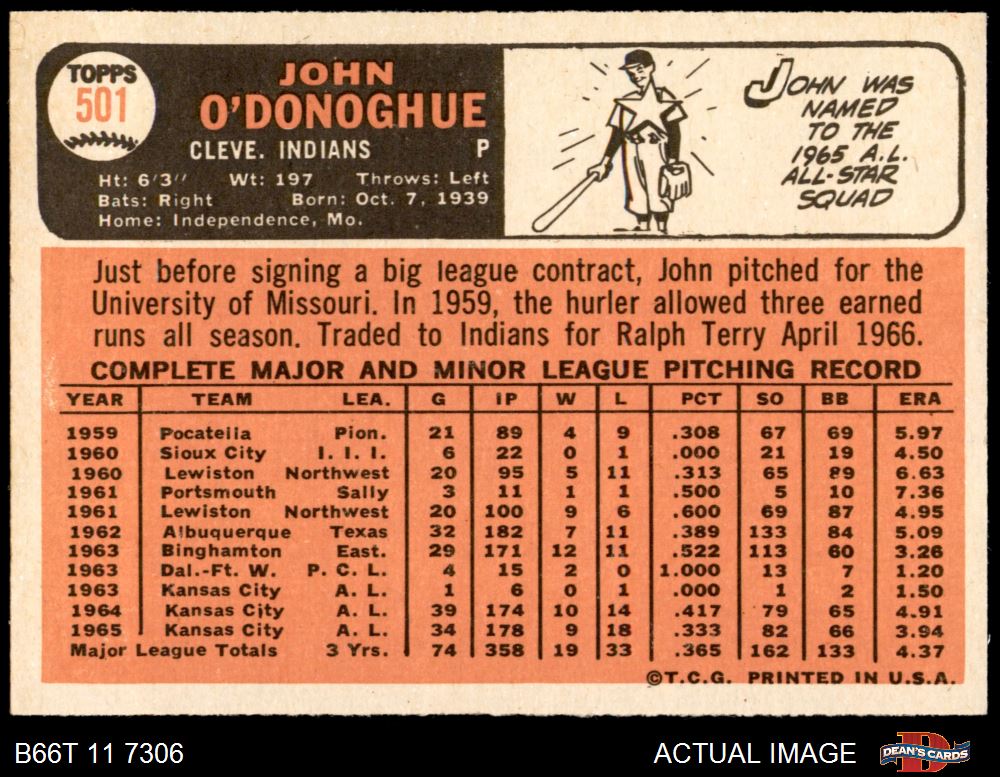 TOPPS
501
JOHN
O'DONOGHUE
CLEVE. INDIANS P
Ht: 6'3" Wt: 197 Throws: Left
Bats: Right Born: Oct. 7, 1939
Home: Independence, Mo.
JOHN WAS
NAMED
TO THE
1965 A.L.
ALL-STAR
SQUAD
Just before signing a big league contract, John pitched for the
University of Missouri. In 1959, the hurler allowed three earned
runs all season. Traded to Indians for Ralph Terry April 1966.
COMPLETE MAJOR AND MINOR LEAGUE PITCHING RECORD
YEAR TEAM LEA. G IP W L PCT SO BB ERA
1959 Pocatella Pion. 21 89 4 9 .308 67 69 5.97
1960 Sioux City I. I. I. 6 22 0 1 .000 21 19 4.50
1960 Lewiston Northwest 20 95 5 11 .313 65 89 6.63
1961 Portsmouth Sally 3 11 1 1 .500 5 10 7.36
1961 Lewiston Northwest 20 100 9 6 .600 69 87 4.95
1962 Albuquerque Texas 32 182 7 11 .389 133 84 5.09
1963 Binghamton East. 29 171 12 11 .522 113 60 3.26
1963 Dal.-Ft. W. P. C. L. 4 15 2 0 1.000 13 7 1.20
1963 Kansas City A. L. 1 6 0 1 .000 1 2 1.50
1964 Kansas City A. L. 39 174 10 14 .417 79 65 4.91
1965 Kansas City A. L. 34 178 9 18 .333 82 66 3.94
Major League Totals 3 Yrs. 74 358 19 33 .365 162 133 4.37
©T.C.G. PRINTED IN U.S.A.
B66T 11 7306 ACTUAL IMAGE
D
DEAN'S CARDS